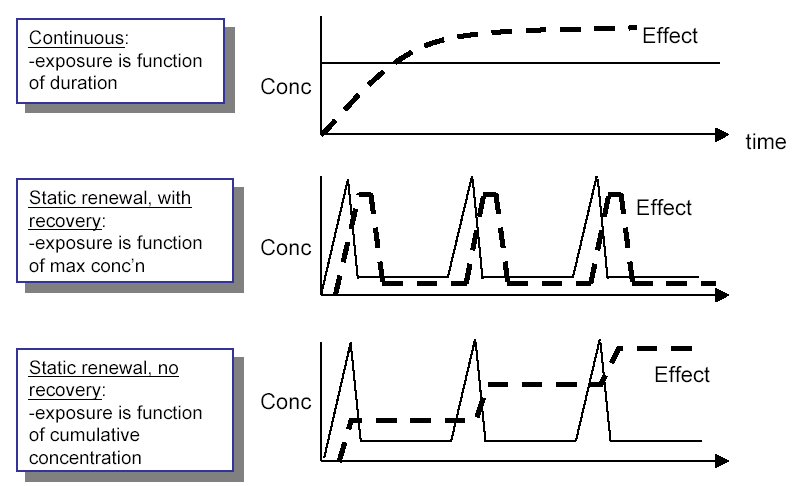 Continuous:
-exposure is function
of duration
Conc
Effect
time
Static renewal, with
recovery:
-exposure is function
of max conc'n
Conc
Effect
Static renewal, no
recovery:
-exposure is function
of cumulative
concentration
Conc
Effect